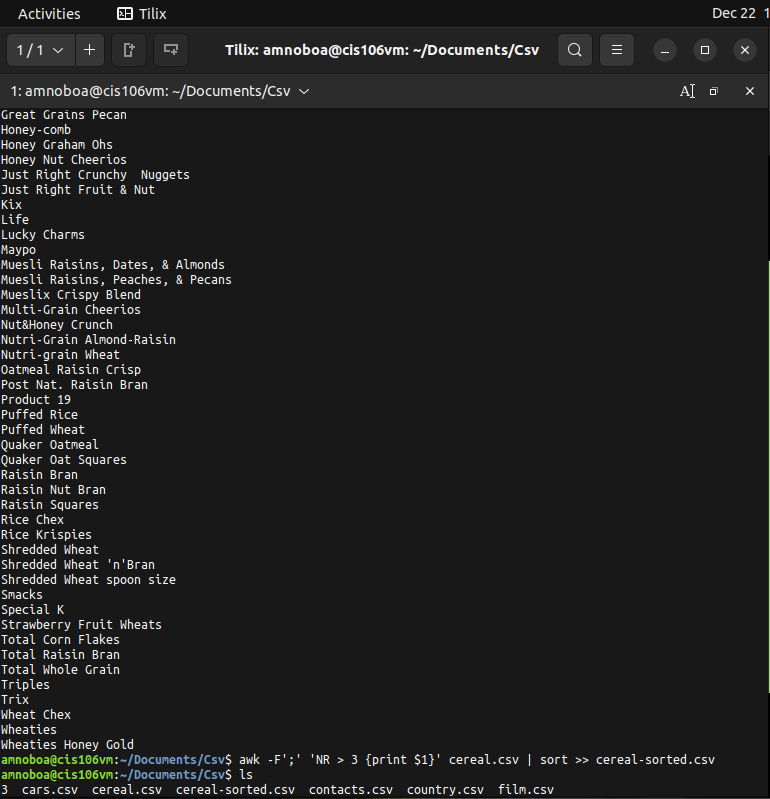 Activities Tilix Dec 22 1
1 / 1 Tilix: amnoboa@cis106vm: ~/Documents/Csv
1: amnoboa@cis106vm: ~/Documents/Csv
Great Grains Pecan
Honey-comb
Honey Graham Ohs
Honey Nut Cheerios
Just Right Crunchy  Nuggets
Just Right Fruit & Nut
Kix
Life
Lucky Charms
Maypo
Muesli Raisins, Dates, & Almonds
Muesli Raisins, Peaches, & Pecans
Mueslix Crispy Blend
Multi-Grain Cheerios
Nut&Honey Crunch
Nutri-Grain Almond-Raisin
Nutri-grain Wheat
Oatmeal Raisin Crisp
Post Nat. Raisin Bran
Product 19
Puffed Rice
Puffed Wheat
Quaker Oatmeal
Quaker Oat Squares
Raisin Bran
Raisin Nut Bran
Raisin Squares
Rice Chex
Rice Krispies
Shredded Wheat
Shredded Wheat 'n'Bran
Shredded Wheat spoon size
Smacks
Special K
Strawberry Fruit Wheats
Total Corn Flakes
Total Raisin Bran
Total Whole Grain
Triples
Trix
Wheat Chex
Wheaties
Wheaties Honey Gold
amnoboa@cis106vm:~/Documents/Csv$ awk -F';' 'NR > 3 {print $1}' cereal.csv | sort >> cereal-sorted.csv
amnoboa@cis106vm:~/Documents/Csv$ ls
3  cars.csv  cereal.csv  cereal-sorted.csv  contacts.csv  country.csv  film.csv